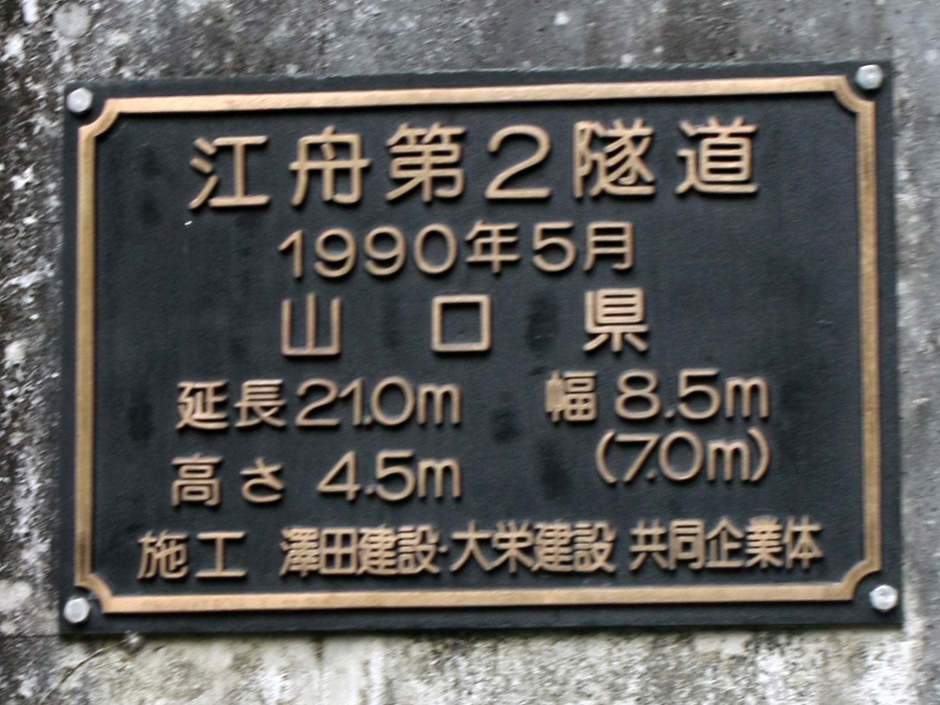 江舟第2隧道
1990年5月
山口県
延長21.0m 幅8.5m
高さ4.5m (7.0m)
施工 澤田建設・大栄建設 共同企業体